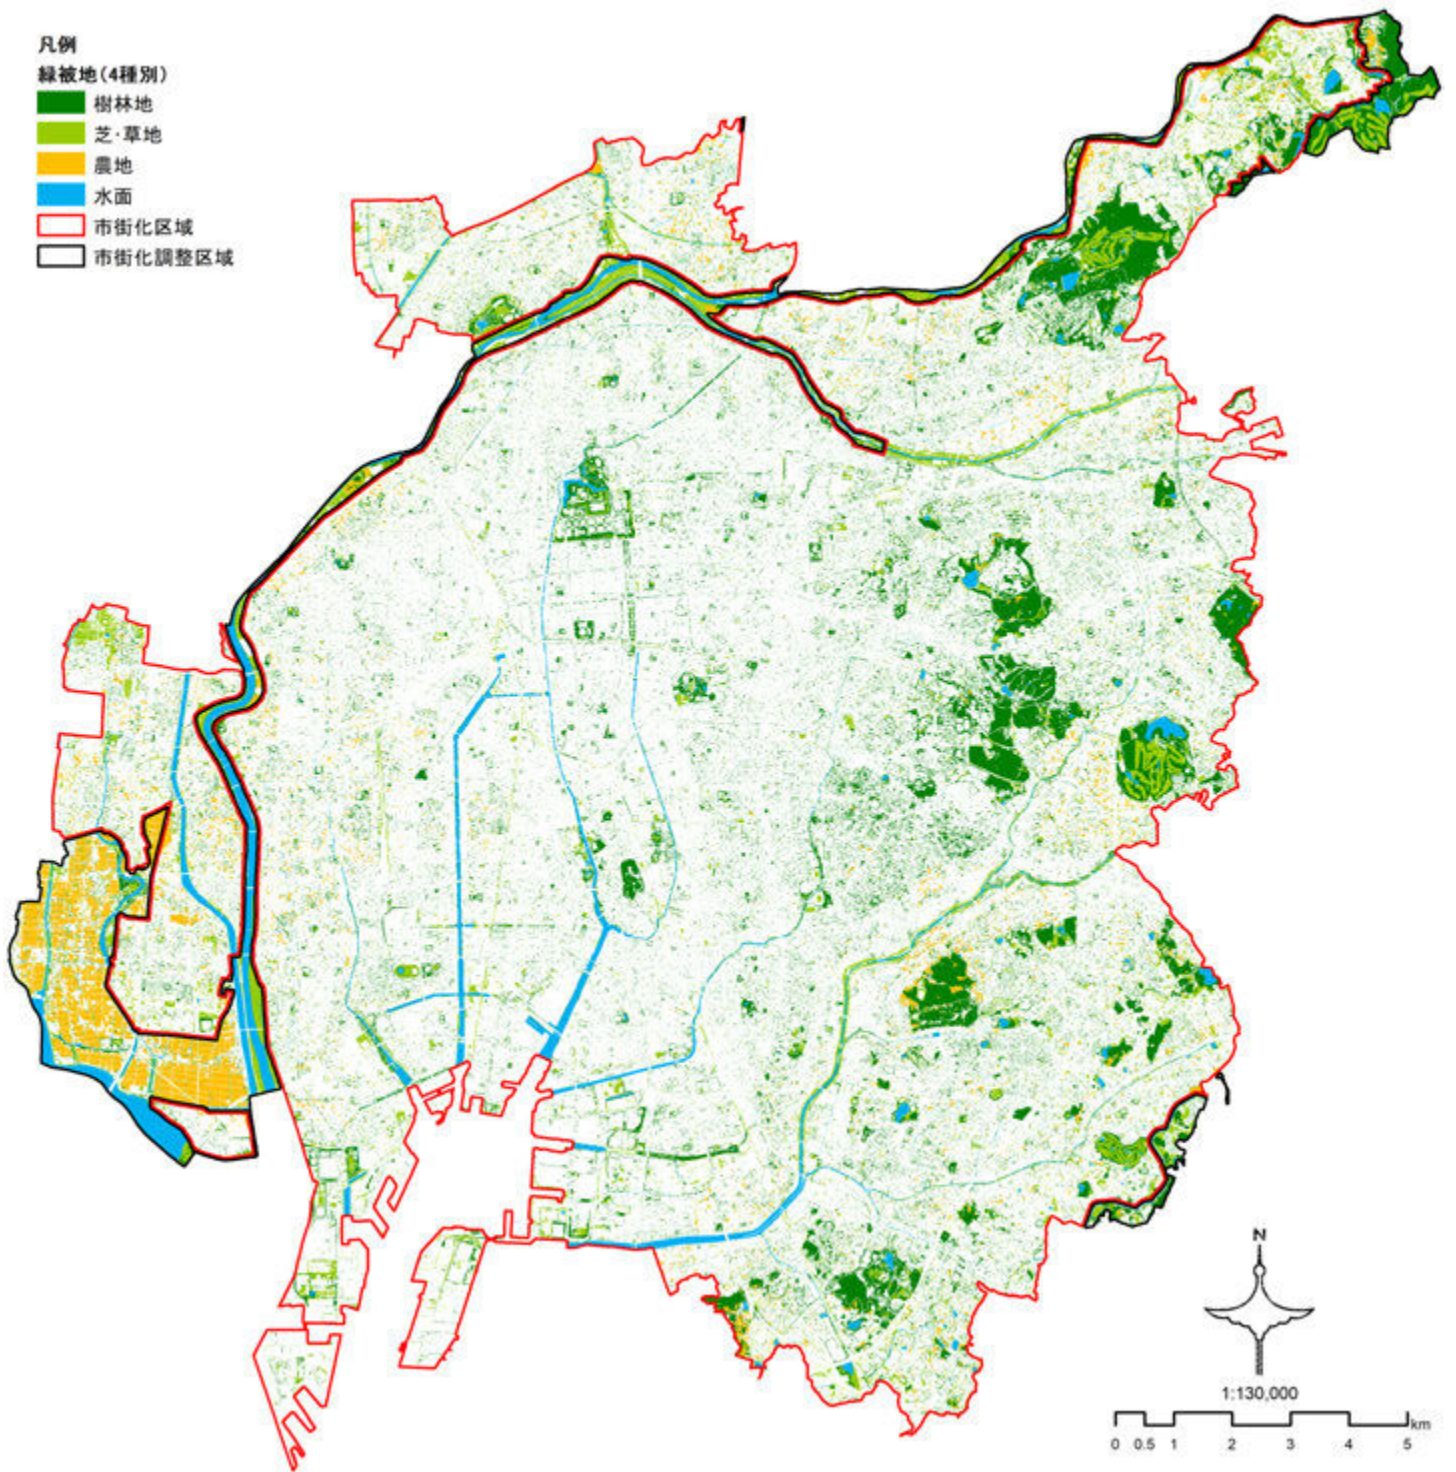 凡例
緑被地(4種別)
樹林地
芝・草地
農地
水面
市街化区域
市街化調整区域
N
1:130,000
0 0.5 1 2 3 4 5 km